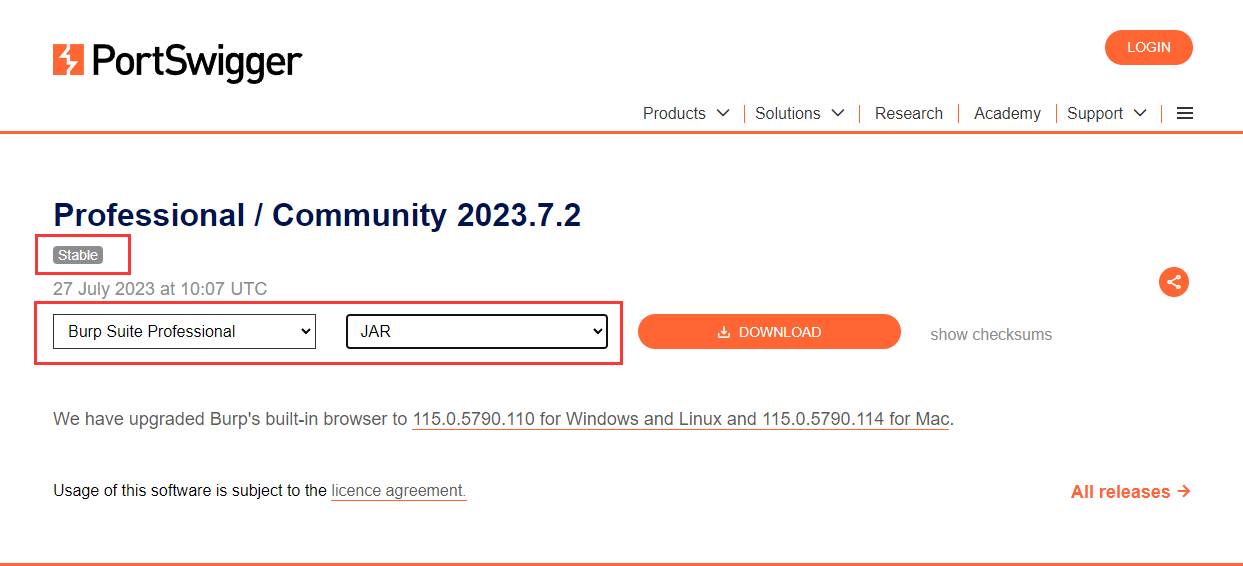 PortSwigger
LOGIN
Products Solutions Research Academy Support
Professional / Community 2023.7.2
Stable
27 July 2023 at 10:07 UTC
Burp Suite Professional JAR DOWNLOAD show checksums
We have upgraded Burp's built-in browser to 115.0.5790.110 for Windows and Linux and 115.0.5790.114 for Mac.
Usage of this software is subject to the licence agreement.
All releases